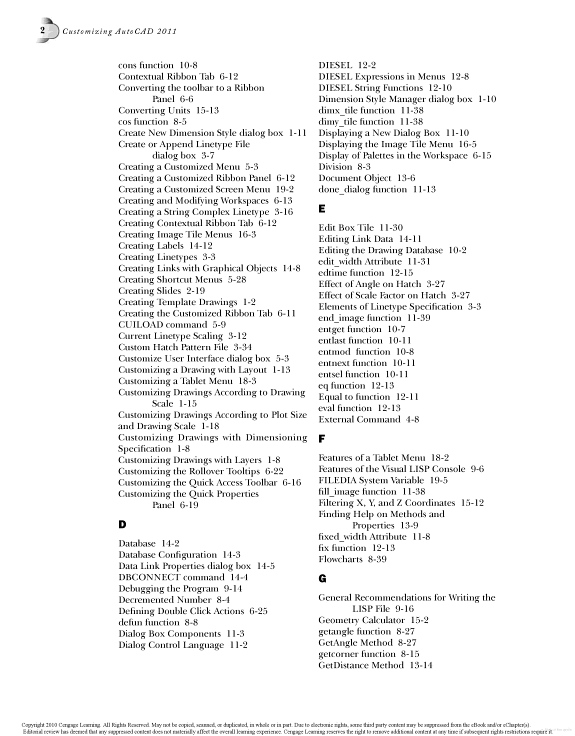 2
Customizing AutoCAD 2011
cons function 10-8
Contextual Ribbon Tab 6-12
Converting the toolbar to a Ribbon
Panel 6-6
Converting Units 15-13
cos function 8-5
Create New Dimension Style dialog box 1-11
Create or Append Linetype File
dialog box 3-7
Creating a Customized Menu 5-3
Creating a Customized Ribbon Panel 6-12
Creating a Customized Screen Menu 19-2
Creating and Modifying Workspaces 6-13
Creating a String Complex Linetype 3-16
Creating Contextual Ribbon Tab 6-12
Creating Image Tile Menus 16-3
Creating Labels 14-12
Creating Linetypes 3-3
Creating Links with Graphical Objects 14-8
Creating Shortcut Menus 5-28
Creating Slides 2-19
Creating Template Drawings 1-2
Creating the Customized Ribbon Tab 6-11
CUILOAD command 5-9
Current Linetype Scaling 3-12
Custom Hatch Pattern File 3-34
Customize User Interface dialog box 5-3
Customizing a Drawing with Layout 1-13
Customizing a Tablet Menu 18-3
Customizing Drawings According to Drawing
Scale 1-15
Customizing Drawings According to Plot Size
and Drawing Scale 1-18
Customizing Drawings with Dimensioning
Specification 1-8
Customizing Drawings with Layers 1-8
Customizing the Rollover Tooltips 6-22
Customizing the Quick Access Toolbar 6-16
Customizing the Quick Properties
Panel 6-19
D
Database 14-2
Database Configuration 14-3
Data Link Properties dialog box 14-5
DBCONNECT command 14-4
Debugging the Program 9-14
Decremented Number 8-4
Defining Double Click Actions 6-25
defun function 8-8
Dialog Box Components 11-3
Dialog Control Language 11-2
DIESEL 12-2
DIESEL Expressions in Menus 12-8
DIESEL String Functions 12-10
Dimension Style Manager dialog box 1-10
dimx_tile function 11-38
dimy_tile function 11-38
Displaying a New Dialog Box 11-10
Displaying the Image Tile Menu 16-5
Display of Palettes in the Workspace 6-15
Division 8-3
Document Object 13-6
done_dialog function 11-13
E
Edit Box Tile 11-30
Editing Link Data 14-11
Editing the Drawing Database 10-2
edit_width Attribute 11-31
edtime function 12-15
Effect of Angle on Hatch 3-27
Effect of Scale Factor on Hatch 3-27
Elements of Linetype Specification 3-3
end_image function 11-39
entget function 10-7
entlast function 10-11
entmod function 10-8
entnext function 10-11
entsel function 10-11
eq function 12-13
Equal to function 12-11
eval function 12-13
External Command 4-8
F
Features of a Tablet Menu 18-2
Features of the Visual LISP Console 9-6
FILEDIA System Variable 19-5
fill_image function 11-38
Filtering X, Y, and Z Coordinates 15-12
Finding Help on Methods and
Properties 13-9
fixed_width Attribute 11-8
fix function 12-13
Flowcharts 8-39
G
General Recommendations for Writing the
LISP File 9-16
Geometry Calculator 15-2
getangle function 8-27
GetAngle Method 8-27
getcorner function 8-15
GetDistance Method 13-14
Copyright 2010 Cengage Learning. All Rights Reserved. May not be copied, scanned, or duplicated, in whole or in part. Due to electronic rights, some third party content may be suppressed from the eBook and/or eChapter(s).
Editorial review has deemed that any suppressed content does not materially affect the overall learning experience. Cengage Learning reserves the right to remove additional content at any time if subsequent rights restrictions require it.